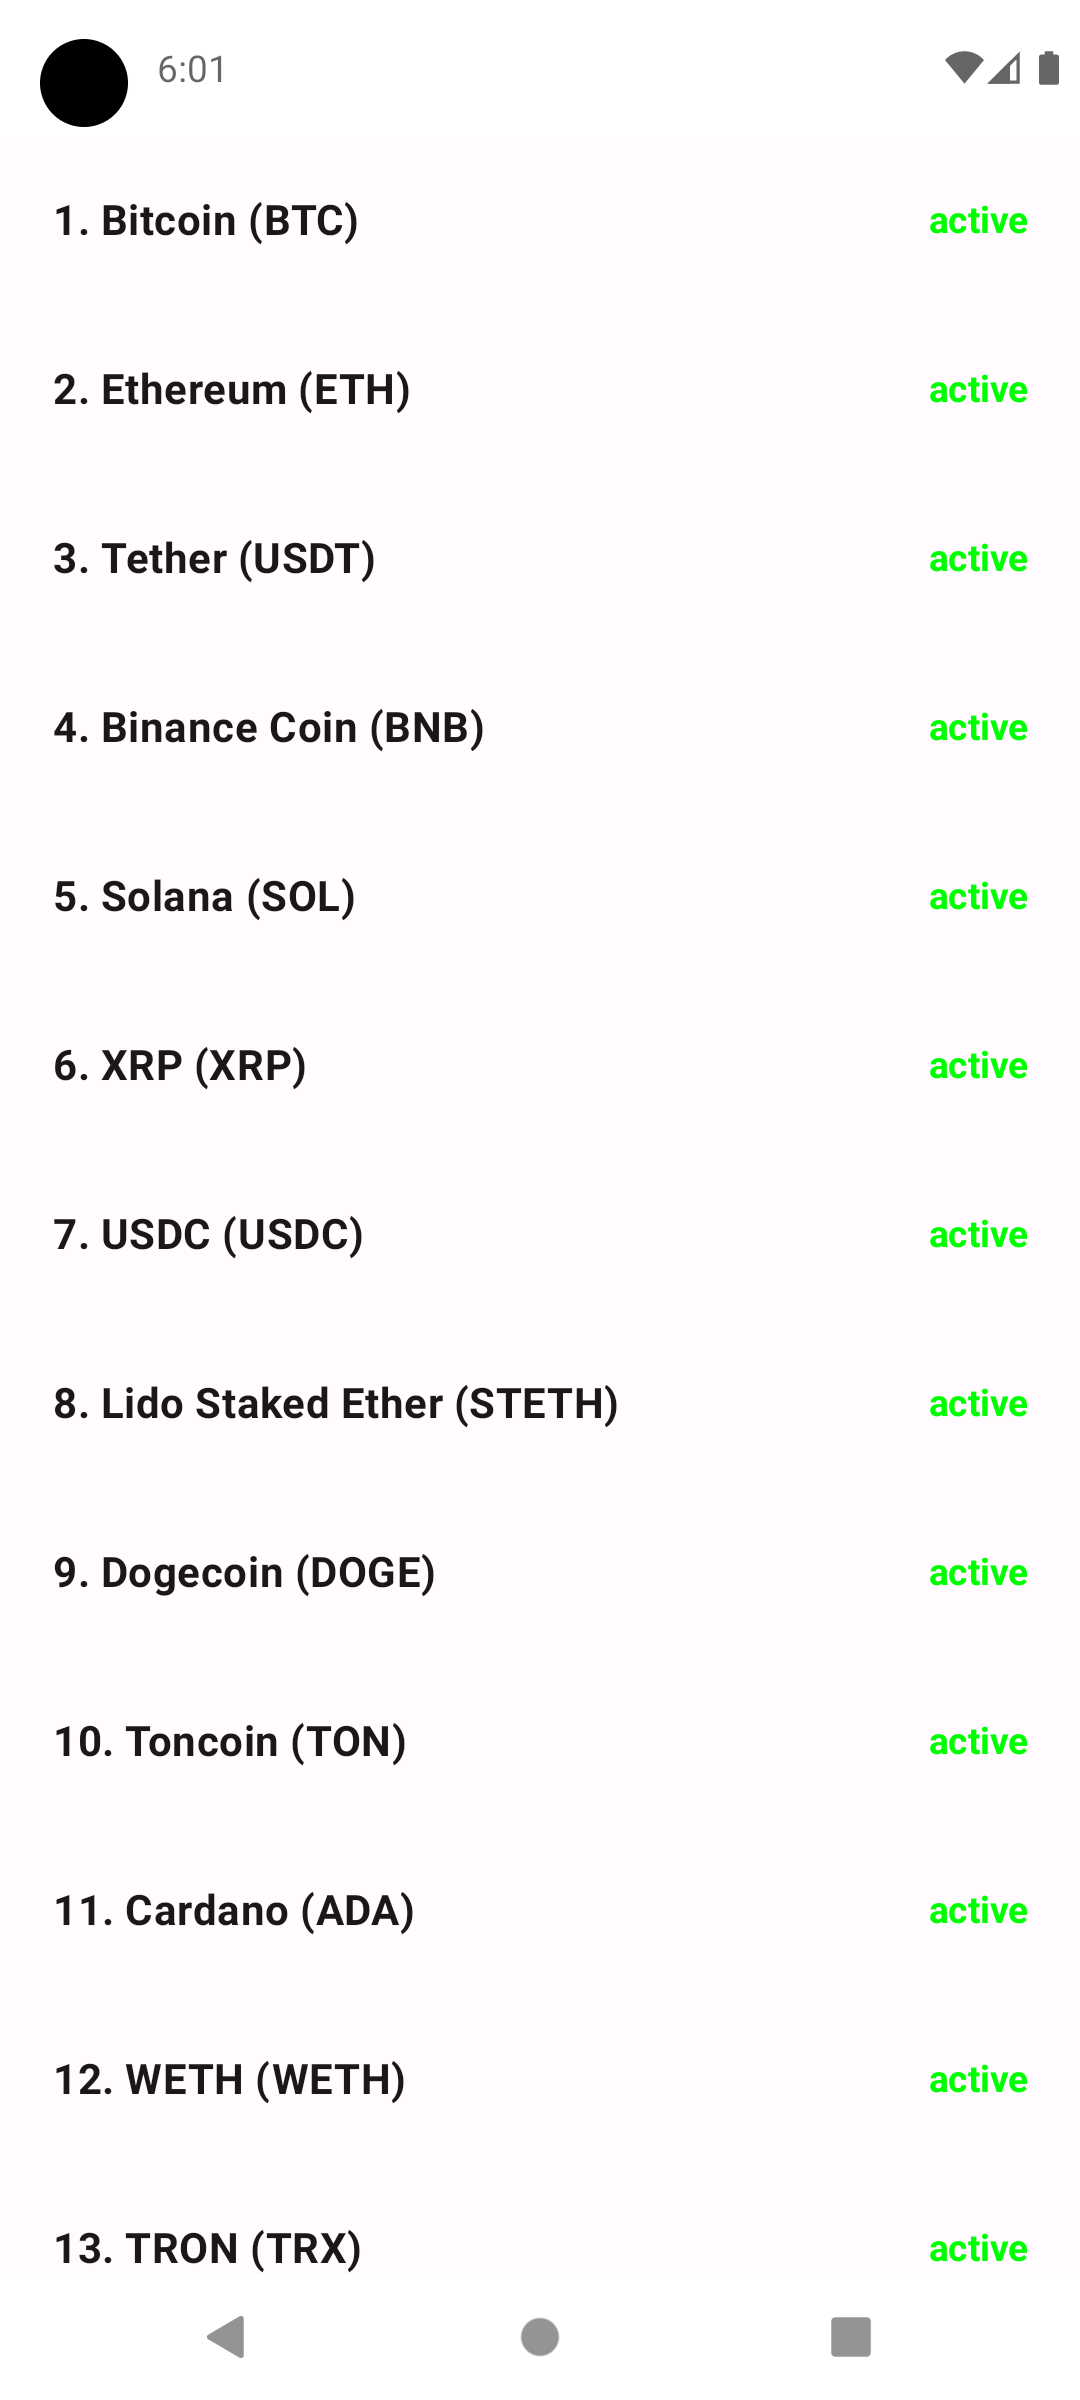 6:01
1. Bitcoin (BTC) active
2. Ethereum (ETH) active
3. Tether (USDT) active
4. Binance Coin (BNB) active
5. Solana (SOL) active
6. XRP (XRP) active
7. USDC (USDC) active
8. Lido Staked Ether (STETH) active
9. Dogecoin (DOGE) active
10. Toncoin (TON) active
11. Cardano (ADA) active
12. WETH (WETH) active
13. TRON (TRX) active